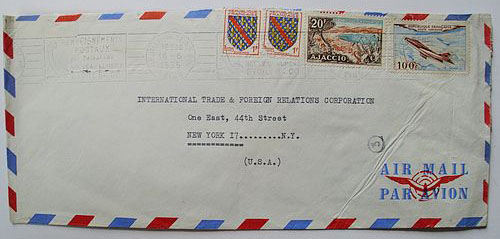 20F
AJACCIO
100F
INTERNATIONAL TRADE & FOREIGN RELATIONS CORPORATION
One East, 44th Street
NEW YORK 17.........N.Y.
(U.S.A.)
AIR MAIL
PAR AVION